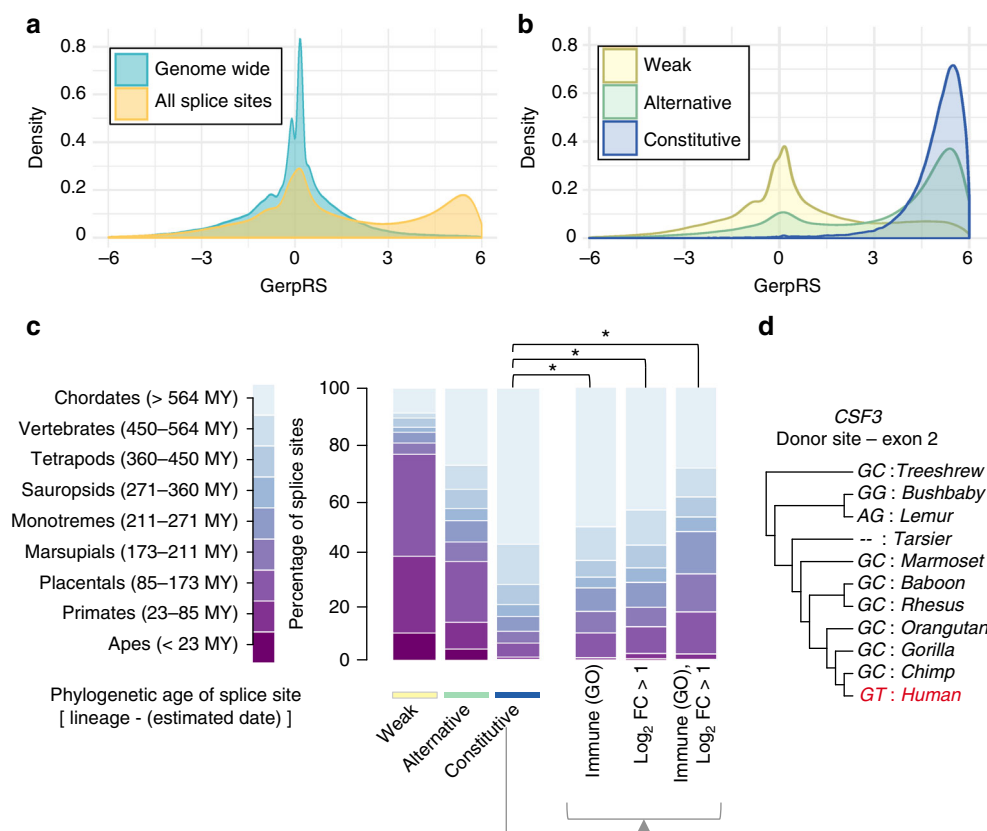 a
0.8
0.6
0.4
0.2
0
Density
Genome wide
All splice sites
−6
−3
0
3
6
GerpRS
b
0.8
0.6
0.4
0.2
0
Density
Weak
Alternative
Constitutive
−6
−3
0
3
6
GerpRS
c
Chordates (> 564 MY)
Vertebrates (450–564 MY)
Tetrapods (360–450 MY)
Sauropsids (271–360 MY)
Monotremes (211–271 MY)
Marsupials (173–211 MY)
Placentals (85–173 MY)
Primates (23–85 MY)
Apes (< 23 MY)
Phylogenetic age of splice site
[ lineage - (estimated date) ]
Percentage of splice sites
100
80
60
40
20
0
*
*
*
Weak
Alternative
Constitutive
Immune (GO)
Log2 FC > 1
Immune (GO),
Log2 FC > 1
d
CSF3
Donor site – exon 2
GC : Treeshrew
GG : Bushbaby
AG : Lemur
-- : Tarsier
GC : Marmoset
GC : Baboon
GC : Rhesus
GC : Orangutan
GC : Gorilla
GC : Chimp
GT : Human